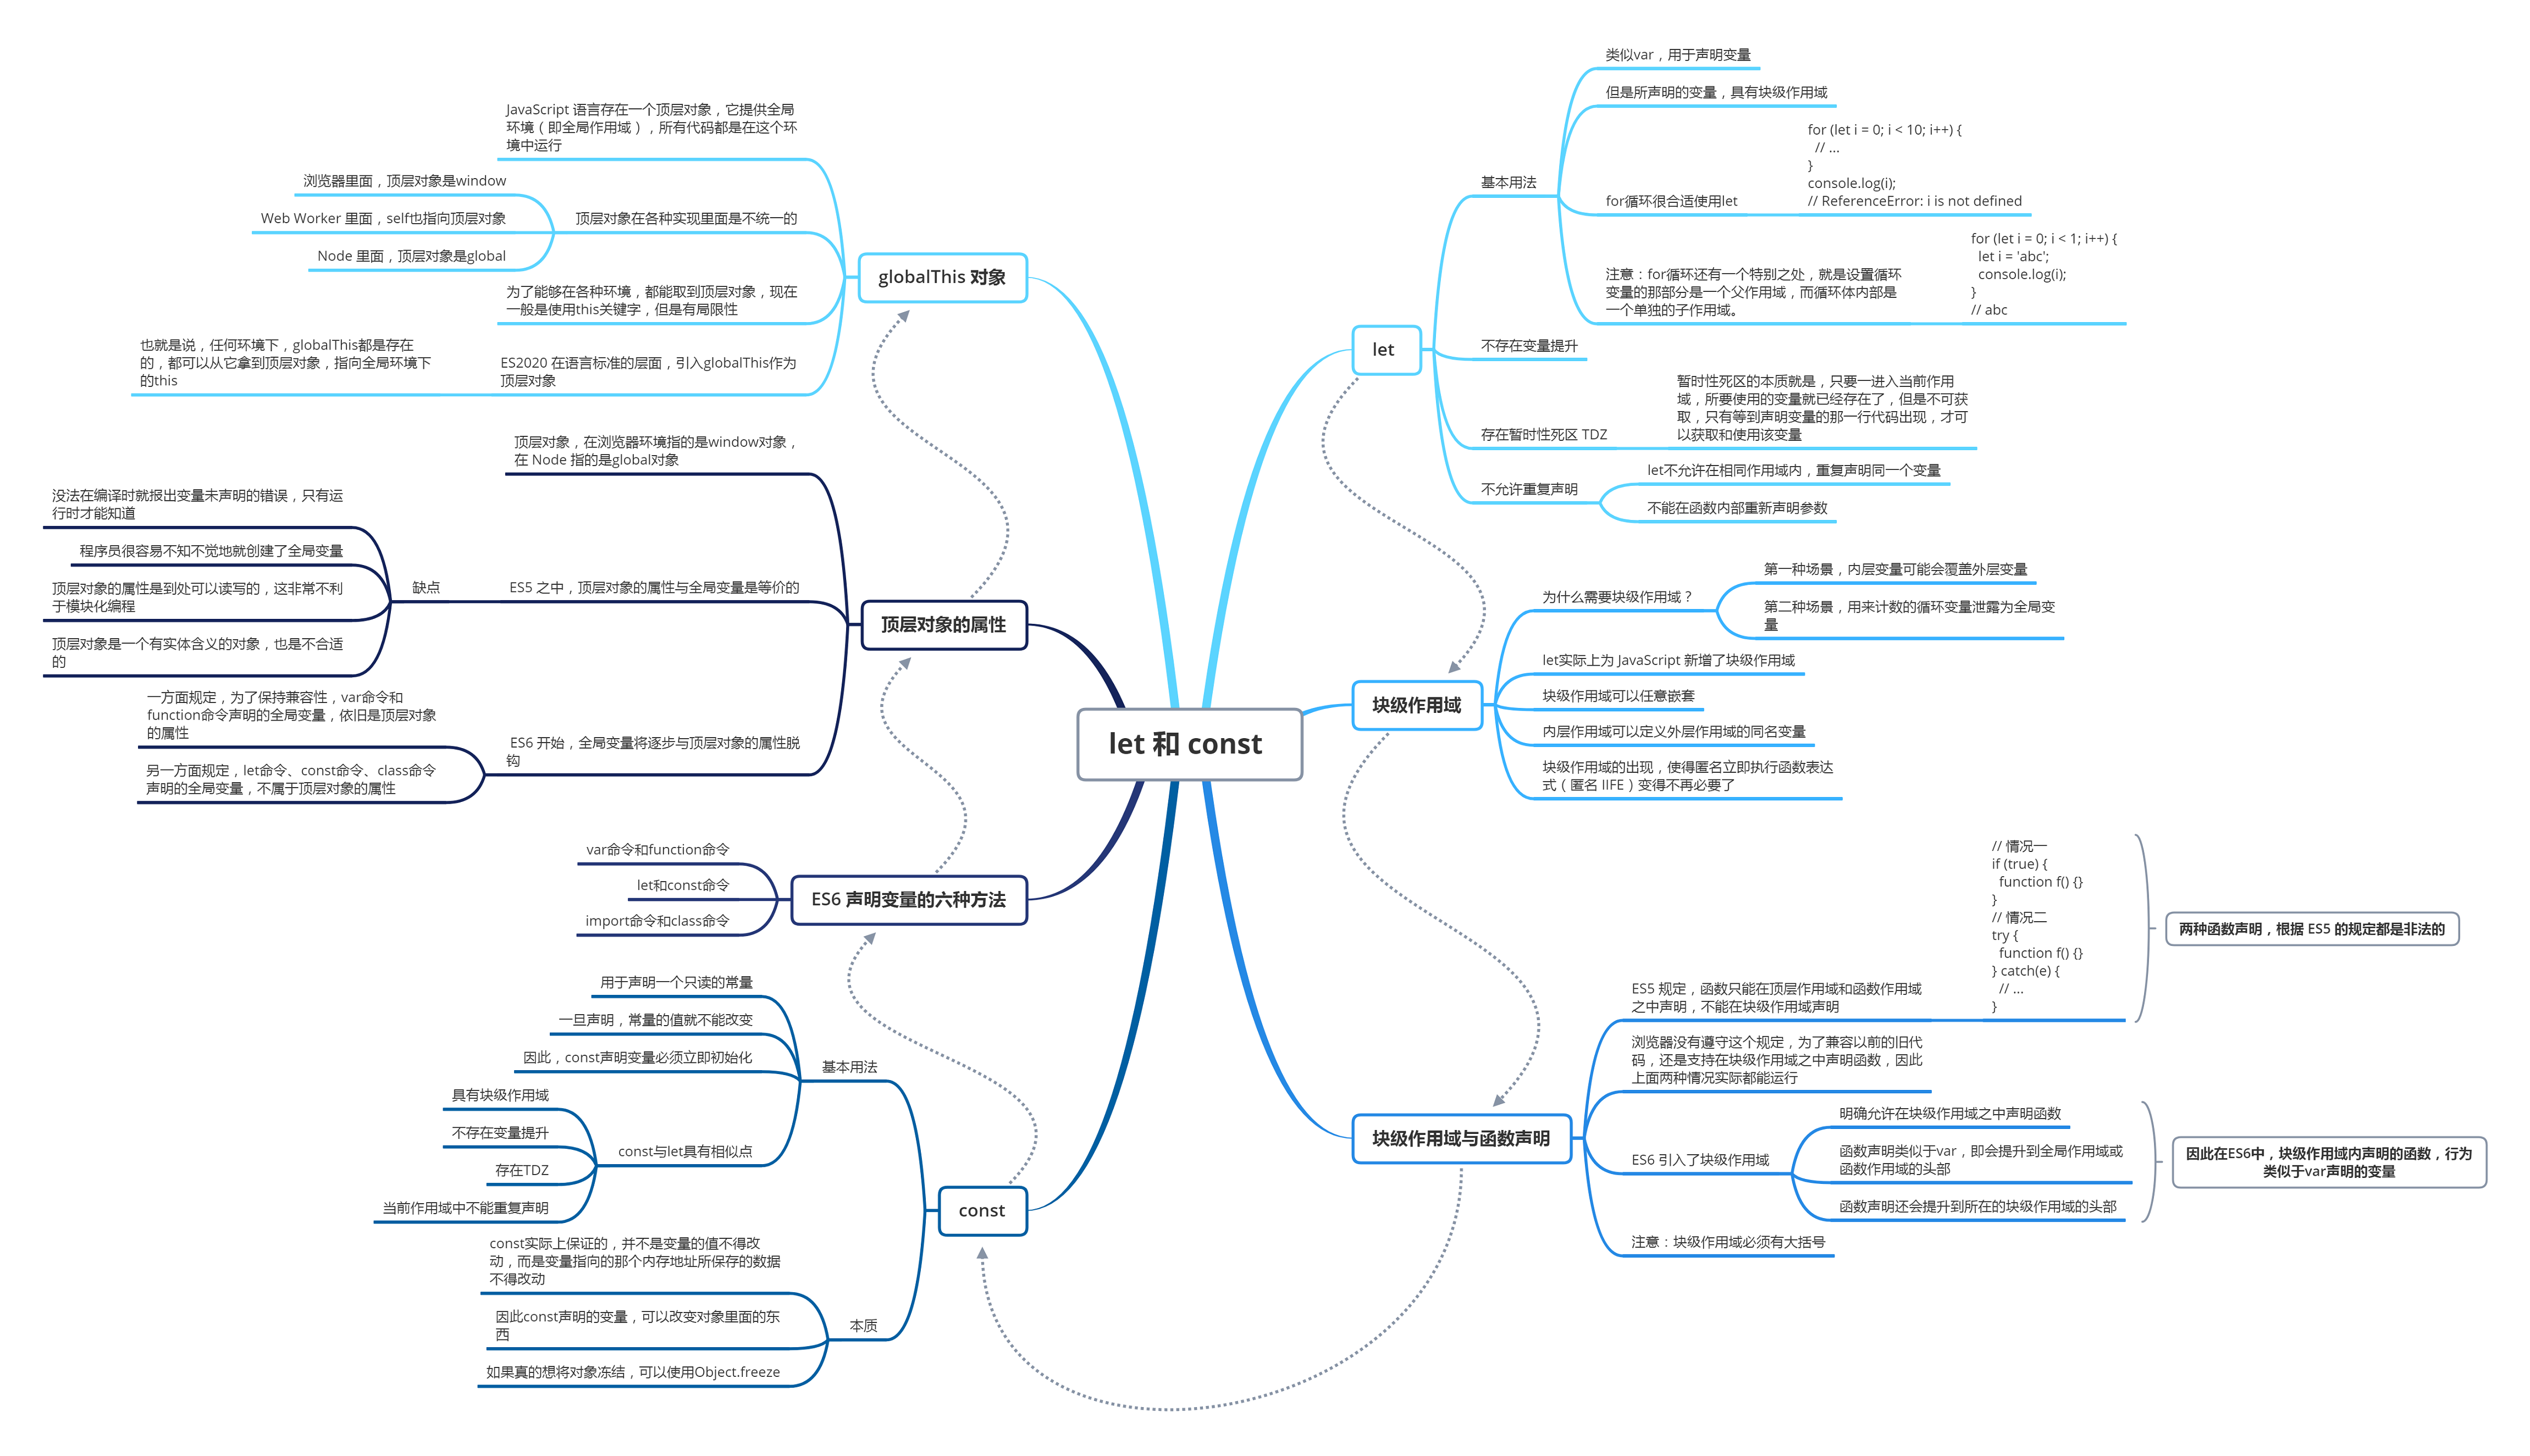 let 和 const
let
基本用法
类似var，用于声明变量
但是所声明的变量，具有块级作用域
for循环很合适使用let
for (let i = 0; i < 10; i++) {
// ...
}
console.log(i);
// ReferenceError: i is not defined
注意：for循环还有一个特别之处，就是设置循环
变量的那部分是一个父作用域，而循环体内部是
一个单独的子作用域。
for (let i = 0; i < 1; i++) {
let i = 'abc';
console.log(i);
}
// abc
不存在变量提升
存在暂时性死区 TDZ
暂时性死区的本质就是，只要一进入当前作用
域，所要使用的变量就已经存在了，但是不可获
取，只有等到声明变量的那一行代码出现，才可
以获取和使用该变量
不允许重复声明
let不允许在相同作用域内，重复声明同一个变量
不能在函数内部重新声明参数
块级作用域
为什么需要块级作用域？
第一种场景，内层变量可能会覆盖外层变量
第二种场景，用来计数的循环变量泄露为全局变
量
let实际上为 JavaScript 新增了块级作用域
块级作用域可以任意嵌套
内层作用域可以定义外层作用域的同名变量
块级作用域的出现，使得匿名立即执行函数表达
式（匿名 IIFE）变得不再必要了
块级作用域与函数声明
ES5 规定，函数只能在顶层作用域和函数作用域
之中声明，不能在块级作用域声明
// 情况一
if (true) {
function f() {}
}
// 情况二
try {
function f() {}
} catch(e) {
// ...
}
两种函数声明，根据 ES5 的规定都是非法的
浏览器没有遵守这个规定，为了兼容以前的旧代
码，还是支持在块级作用域之中声明函数，因此
上面两种情况实际都能运行
ES6 引入了块级作用域
明确允许在块级作用域之中声明函数
函数声明类似于var，即会提升到全局作用域或
函数作用域的头部
函数声明还会提升到所在的块级作用域的头部
因此在ES6中，块级作用域内声明的函数，行为
类似于var声明的变量
注意：块级作用域必须有大括号
const
基本用法
用于声明一个只读的常量
一旦声明，常量的值就不能改变
因此，const声明变量必须立即初始化
const与let具有相似点
具有块级作用域
不存在变量提升
存在TDZ
当前作用域中不能重复声明
本质
const实际上保证的，并不是变量的值不得改
动，而是变量指向的那个内存地址所保存的数据
不得改动
因此const声明的变量，可以改变对象里面的东
西
如果真的想将对象冻结，可以使用Object.freeze
ES6 声明变量的六种方法
var命令和function命令
let和const命令
import命令和class命令
顶层对象的属性
顶层对象，在浏览器环境指的是window对象，
在 Node 指的是global对象
ES5 之中，顶层对象的属性与全局变量是等价的
缺点
没法在编译时就报出变量未声明的错误，只有运
行时才能知道
程序员很容易不知不觉地就创建了全局变量
顶层对象的属性是到处可以读写的，这非常不利
于模块化编程
顶层对象是一个有实体含义的对象，也是不合适
的
ES6 开始，全局变量将逐步与顶层对象的属性脱
钩
一方面规定，为了保持兼容性，var命令和
function命令声明的全局变量，依旧是顶层对象
的属性
另一方面规定，let命令、const命令、class命令
声明的全局变量，不属于顶层对象的属性
globalThis 对象
JavaScript 语言存在一个顶层对象，它提供全局
环境（即全局作用域），所有代码都是在这个环
境中运行
顶层对象在各种实现里面是不统一的
浏览器里面，顶层对象是window
Web Worker 里面，self也指向顶层对象
Node 里面，顶层对象是global
为了能够在各种环境，都能取到顶层对象，现在
一般是使用this关键字，但是有局限性
ES2020 在语言标准的层面，引入globalThis作为
顶层对象
也就是说，任何环境下，globalThis都是存在
的，都可以从它拿到顶层对象，指向全局环境下
的this